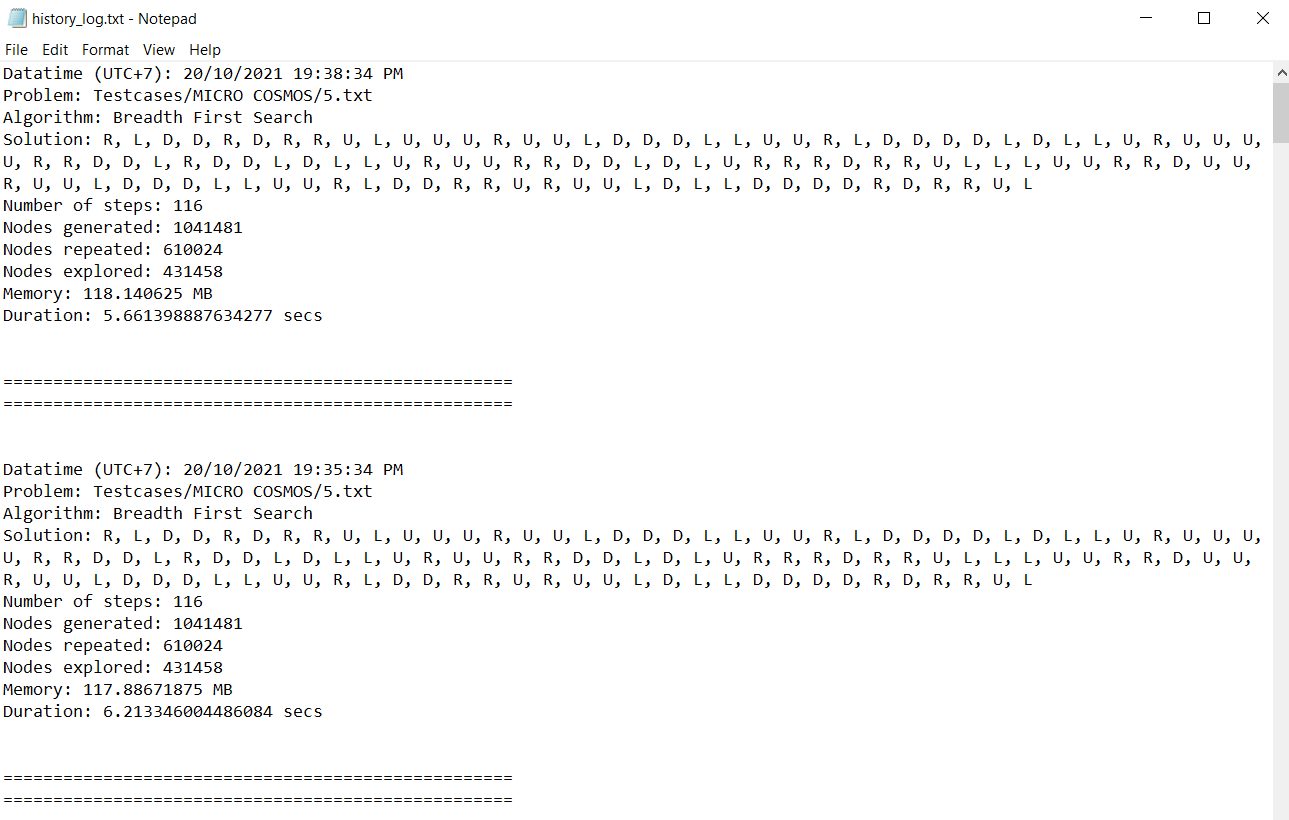 history_log.txt - Notepad
File Edit Format View Help
Datatime (UTC+7): 20/10/2021 19:38:34 PM
Problem: Testcases/MICRO COSMOS/5.txt
Algorithm: Breadth First Search
Solution: R, L, D, D, R, D, R, R, U, L, U, U, U, R, U, U, L, D, D, D, L, L, U, U, R, L, D, D, D, D, L, D, L, L, U, R, U, U, U,
U, R, R, D, D, L, R, D, D, L, D, L, L, U, R, U, U, R, R, D, D, L, D, L, U, R, R, R, D, R, R, U, L, L, L, U, U, R, R, D, U, U,
R, U, U, L, D, D, D, L, L, U, U, R, L, D, D, R, R, U, R, U, U, L, D, L, L, D, D, D, D, R, D, R, R, U, L
Number of steps: 116
Nodes generated: 1041481
Nodes repeated: 610024
Nodes explored: 431458
Memory: 118.140625 MB
Duration: 5.661398887634277 secs
===================================================
===================================================
Datatime (UTC+7): 20/10/2021 19:35:34 PM
Problem: Testcases/MICRO COSMOS/5.txt
Algorithm: Breadth First Search
Solution: R, L, D, D, R, D, R, R, U, L, U, U, U, R, U, U, L, D, D, D, L, L, U, U, R, L, D, D, D, D, L, D, L, L, U, R, U, U, U,
U, R, R, D, D, L, R, D, D, L, D, L, L, U, R, U, U, R, R, D, D, L, D, L, U, R, R, R, D, R, R, U, L, L, L, U, U, R, R, D, U, U,
R, U, U, L, D, D, D, L, L, U, U, R, L, D, D, R, R, U, R, U, U, L, D, L, L, D, D, D, D, R, D, R, R, U, L
Number of steps: 116
Nodes generated: 1041481
Nodes repeated: 610024
Nodes explored: 431458
Memory: 117.88671875 MB
Duration: 6.213346004486084 secs
===================================================
===================================================